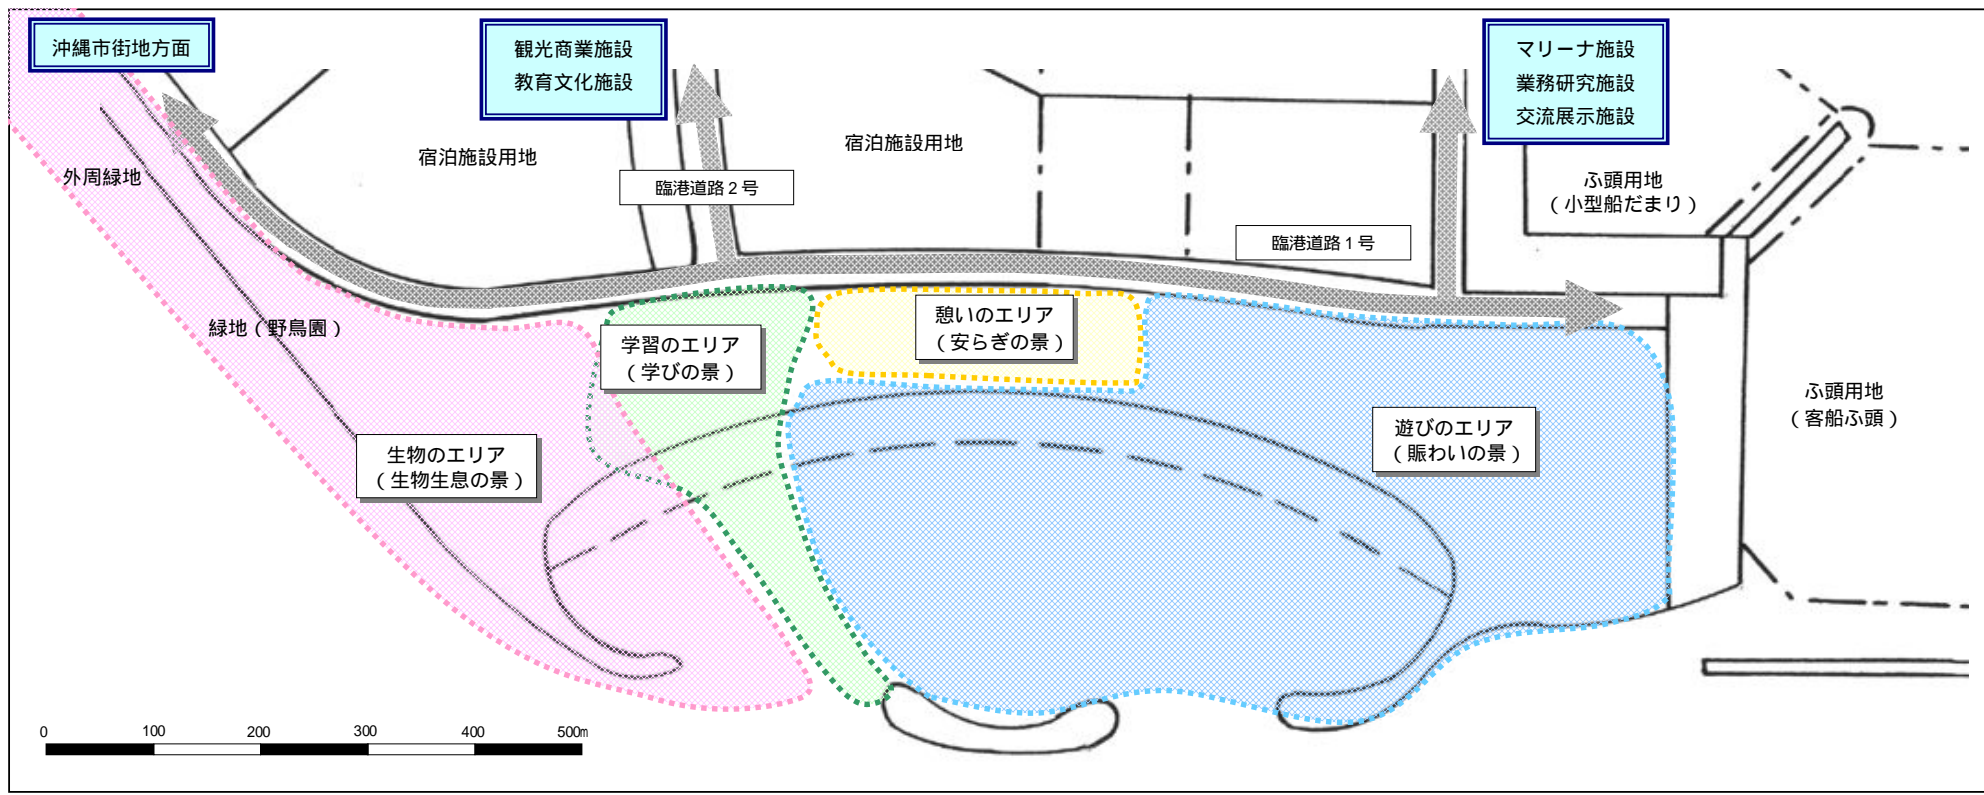 沖縄市街地方面
観光商業施設
教育文化施設
マリーナ施設
業務研究施設
交流展示施設
外周緑地
宿泊施設用地
宿泊施設用地
臨港道路２号
臨港道路１号
ふ頭用地
（小型船だまり）
緑地（野鳥園）
学習のエリア
（学びの景）
憩いのエリア
（安らぎの景）
ふ頭用地
（客船ふ頭）
生物のエリア
（生物生息の景）
遊びのエリア
（賑わいの景）
0 100 200 300 400 500m